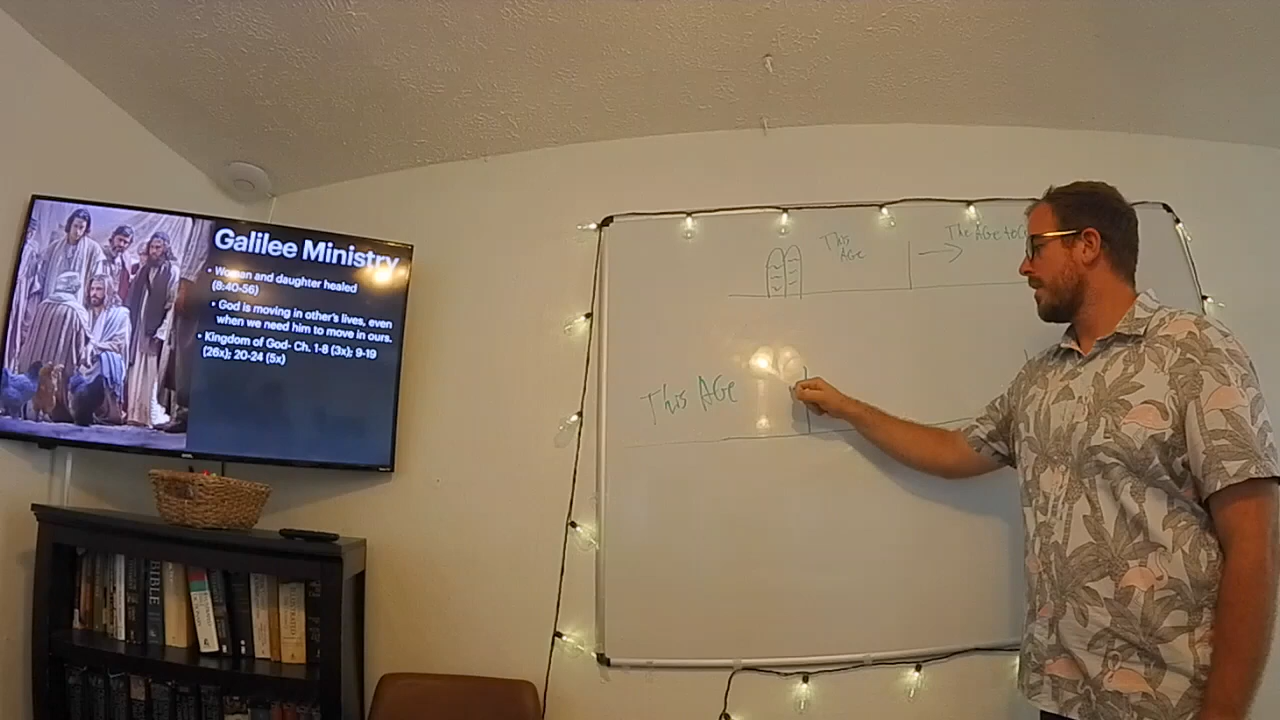 Galilee Ministry
• Woman and daughter healed
(8:40-56)
• God is moving in other's lives, even
when we need him to move in ours.
• Kingdom of God- Ch. 1-8 (3x); 9-19
(26x); 20-24 (5x)
This
Age
The Age to
This AGe
BIBLE